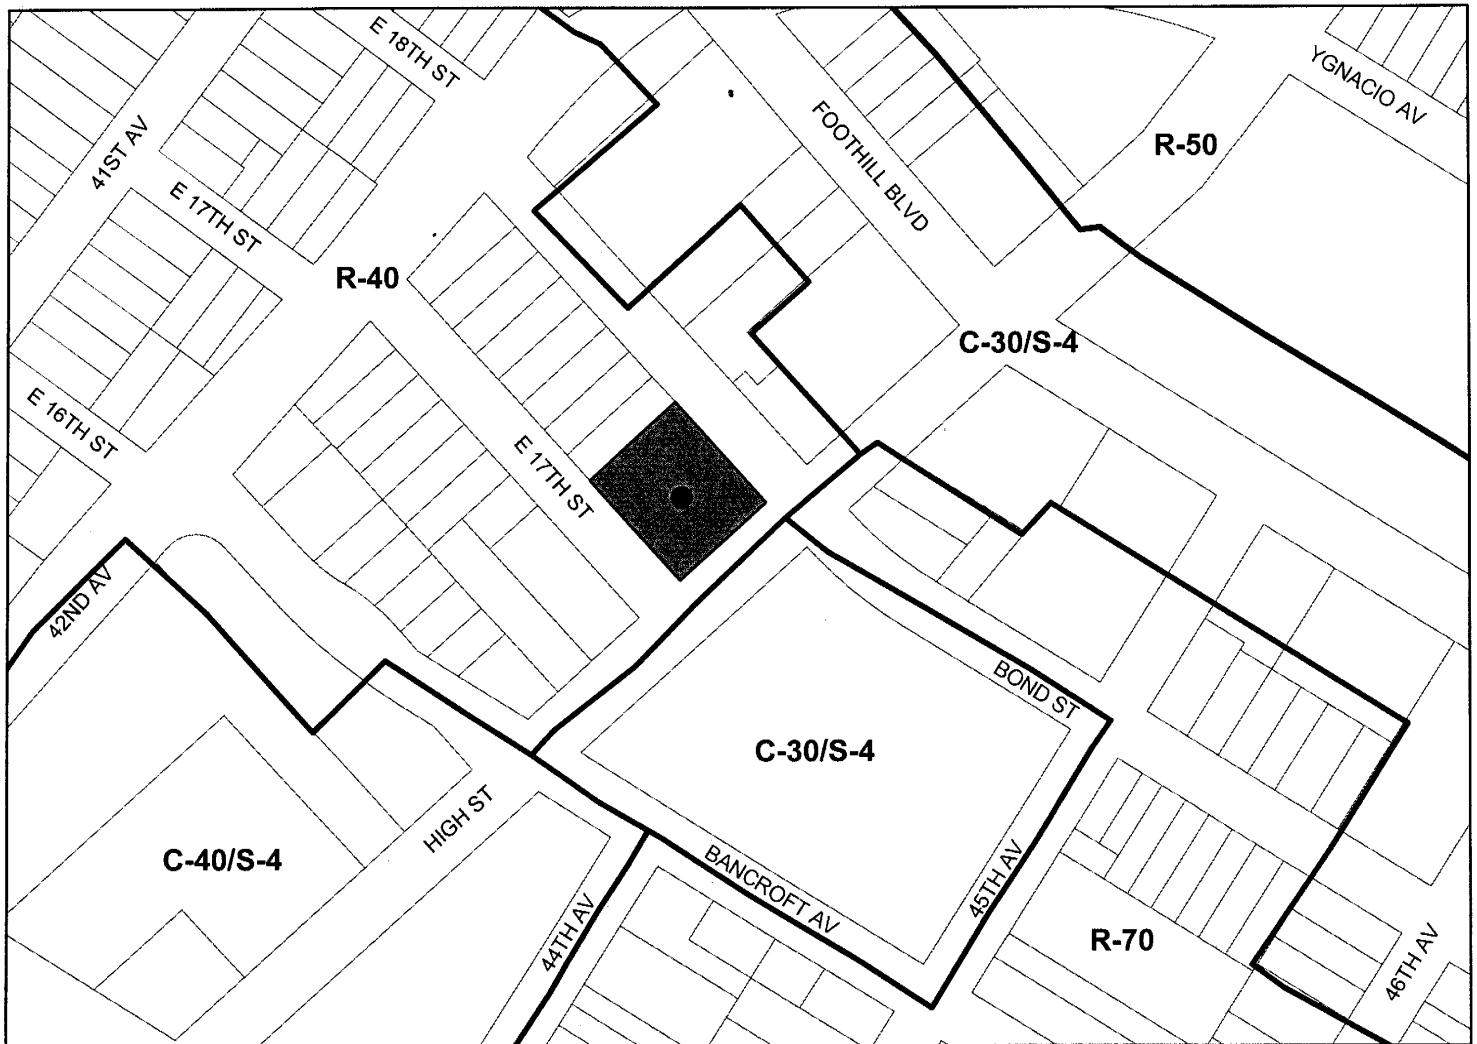 E 18TH ST
YGNACIO AV
41ST AV
FOOTHILL BLVD
R-50
E 17TH ST
R-40
C-30/S-4
E 16TH ST
E 17TH ST
42ND AV
BOND ST
C-30/S-4
HIGH ST
C-40/S-4
BANCROFT AV
45TH AV
44TH AV
R-70
46TH AV